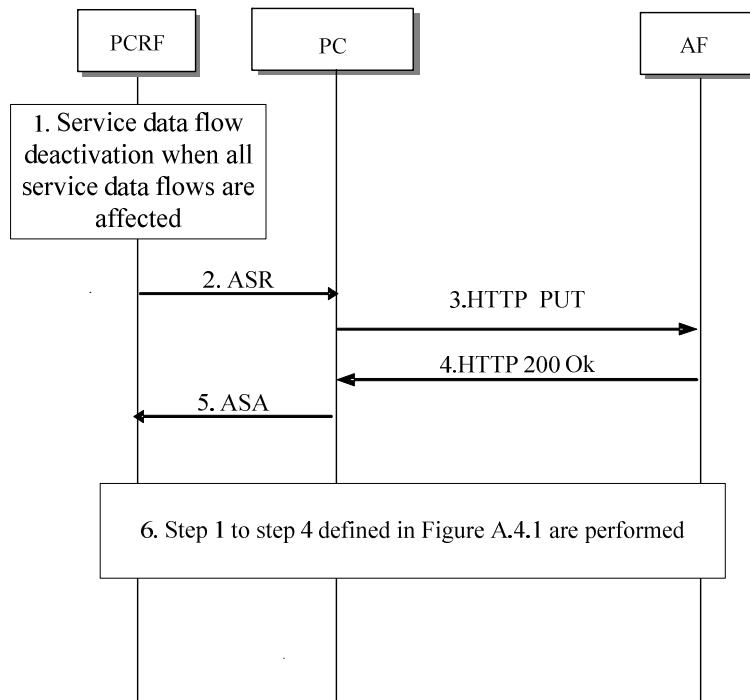 PCRF
PC
AF
1. Service data flow
deactivation when all
service data flows are
affected
2. ASR
3.HTTP PUT
4.HTTP 200 Ok
5. ASA
6. Step 1 to step 4 defined in Figure A.4.1 are performed